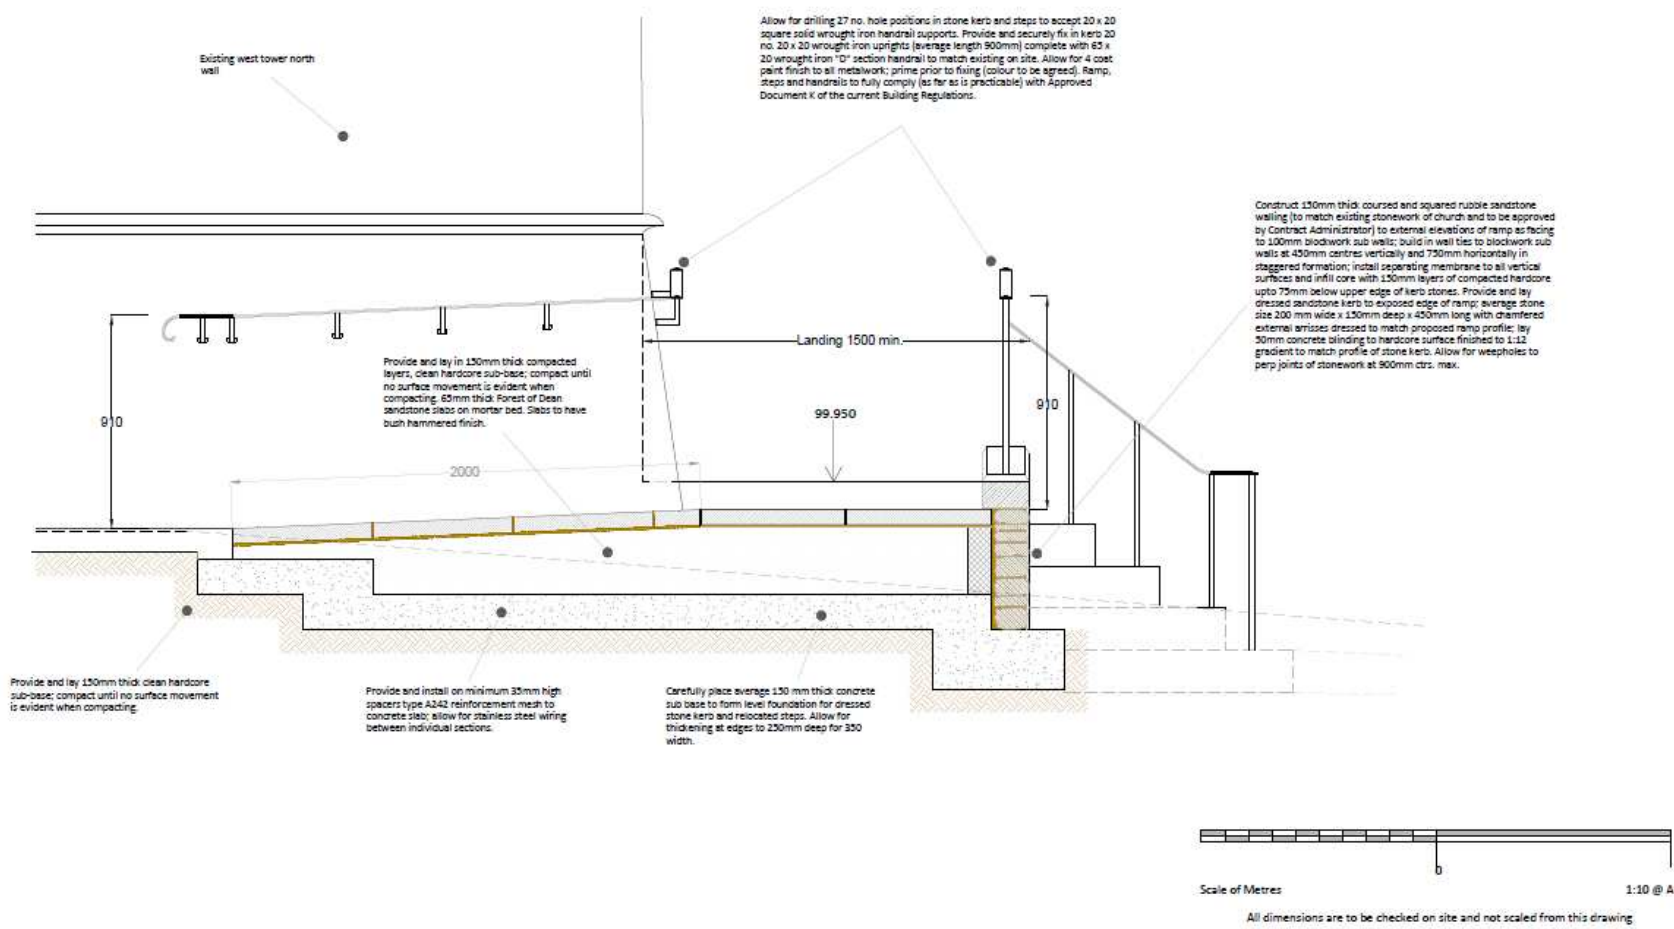 Allow for drilling 27 no. hole positions in stone kerb and steps to accept 20 x 20
square solid wrought iron handrail supports. Provide and securely fix in kerb 20
no. 20 x 20 wrought iron uprights (average length 900mm) complete with 65 x
20 wrought iron "D" section handrail to match existing on site. Allow for 4 coat
paint finish to all metalwork; prime prior to fixing (colour to be agreed). Ramp,
steps and handrails to fully comply (as far as is practicable) with Approved
Document K of the current Building Regulations.
Existing west tower north
wall
Construct 150mm thick coursed and squared rubble sandstone
walling (to match existing stonework of church and to be approved
by Contract Administrator) to external elevations of ramp as facing
to 100mm blockwork sub walls; build in wall ties to blockwork sub
walls at 450mm centres vertically and 750mm horizontally in
staggered formation; install separating membrane to all vertical
surfaces and infill core with 150mm layers of compacted hardcore
upto 75mm below upper edge of kerb stones. Provide and lay
dressed sandstone kerb to exposed edge of ramp; average stone
size 200 mm wide x 150mm deep x 450mm long with chamfered
external arrisses dressed to match proposed ramp profile; lay
50mm concrete blinding to hardcore surface finished to 1:12
gradient to match profile of stone kerb. Allow for weepholes to
perp joints of stonework at 900mm ctrs. max.
Landing 1500 min.
Provide and lay in 150mm thick compacted
layers, clean hardcore sub-base; compact until
no surface movement is evident when
compacting. 65mm thick Forest of Dean
sandstone slabs on mortar bed. Slabs to have
bush hammered finish.
910
99.950
910
2000
Provide and lay 150mm thick clean hardcore
sub-base; compact until no surface movement
is evident when compacting.
Provide and install on minimum 35mm high
spacers type A242 reinforcement mesh to
concrete slab; allow for stainless steel wiring
between individual sections.
Carefully place average 150 mm thick concrete
sub base to form level foundation for dressed
stone kerb and relocated steps. Allow for
thickening at edges to 250mm deep for 350
width.
0
Scale of Metres
1:10 @ A
All dimensions are to be checked on site and not scaled from this drawing